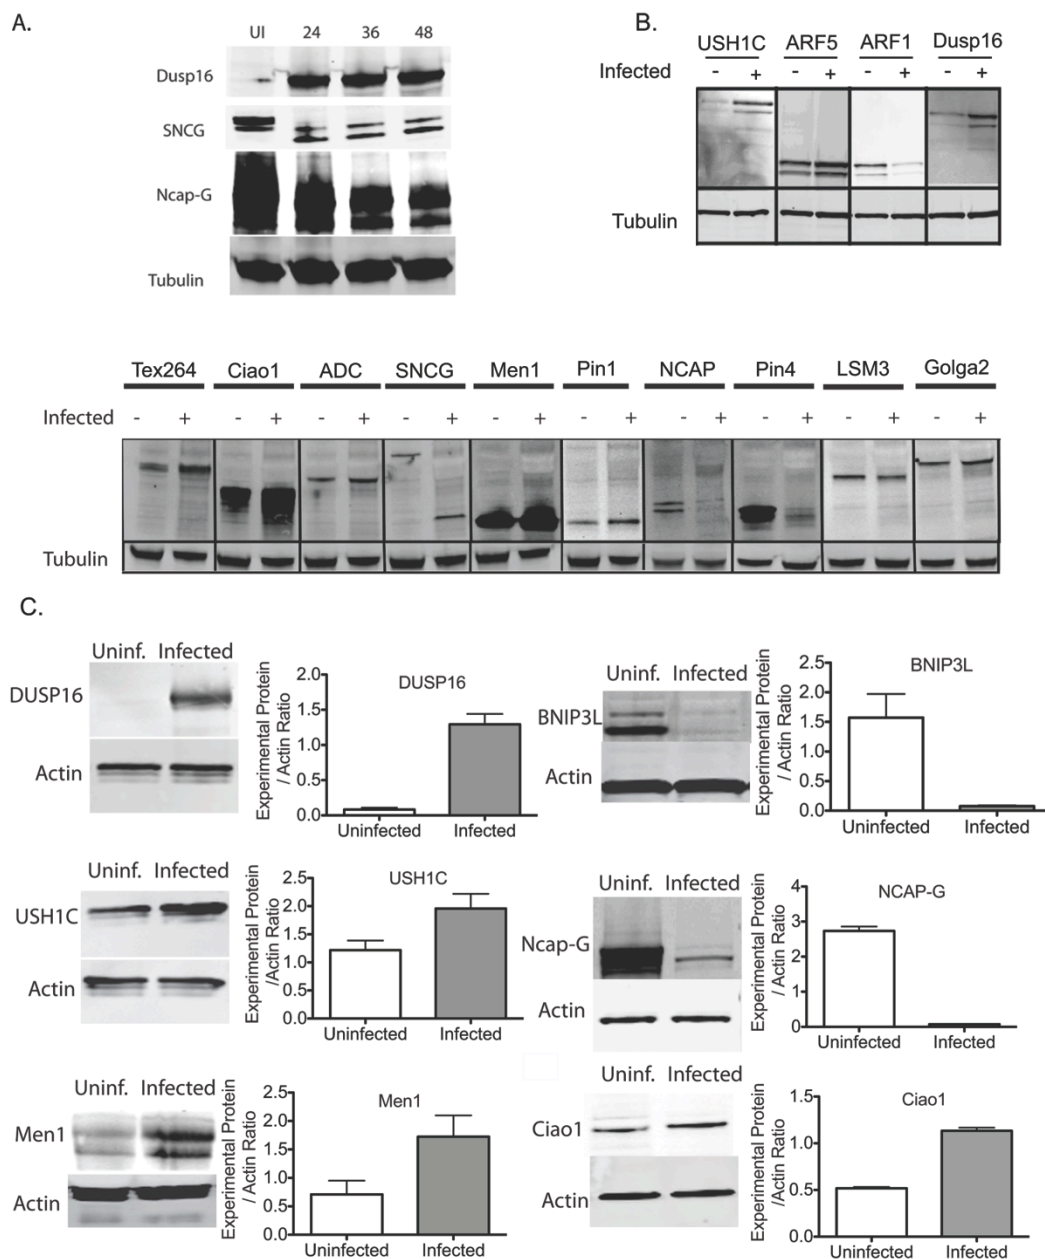 A.
UI 24 36 48
Dusp16
SNCG
Ncap-G
Tubulin
B.
USH1C ARF5 ARF1 Dusp16
Infected - + - + - + - +
Tubulin
Tex264 Ciao1 ADC SNCG Men1 Pin1 NCAP Pin4 LSM3 Golga2
Infected - + - + - + - + - + - + - + - + - + - +
Tubulin
C.
Uninf. Infected
DUSP16
Actin
Experimental Protein
/ Actin Ratio
2.0
1.5
1.0
0.5
0.0
DUSP16
Uninfected Infected
Uninf. Infected
BNIP3L
Actin
Experimental Protein
/ Actin Ratio
2.5
2.0
1.5
1.0
0.5
0.0
BNIP3L
Uninfected Infected
Uninf. Infected
USH1C
Actin
Experimental Protein
/Actin Ratio
2.5
2.0
1.5
1.0
0.5
0.0
USH1C
Uninfected Infected
Uninf. Infected
Ncap-G
Actin
Experimental Protein
/ Actin Ratio
4
3
2
1
0
NCAP-G
Uninfected Infected
Uninf. Infected
Men1
Actin
Experimental Protein
/ Actin Ratio
2.5
2.0
1.5
1.0
0.5
0.0
Men1
Uninfected Infected
Uninf. Infected
Ciao1
Actin
Experimental Protein
/ Actin Ratio
1.5
1.0
0.5
0.0
Ciao1
Uninfected Infected